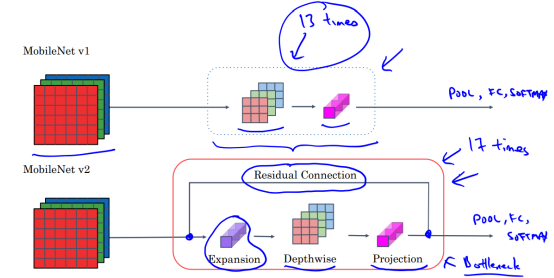 13 times
MobileNet v1
POOL, FC, SOFTMAX
17 times
MobileNet v2
Residual Connection
POOL, FC,
SOFTMAX
Expansion Depthwise Projection
Bottleneck